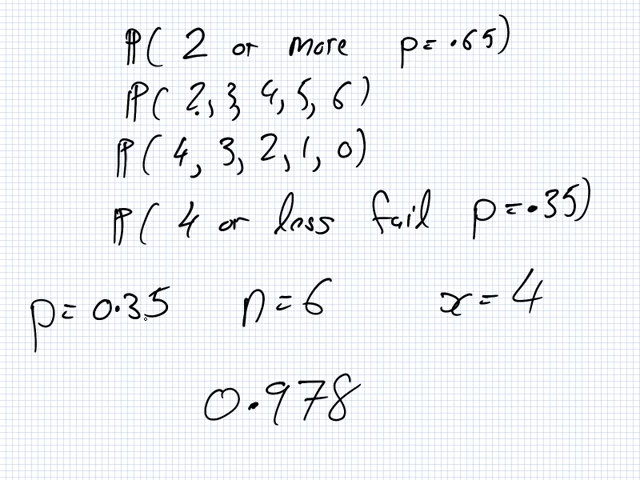 ℙ( 2 or more p=.65)
ℙ( 2, 3 4, 5, 6)
ℙ( 4, 3, 2, 1, 0)
ℙ( 4 or less fail p=.35)
p=0.35 n=6 x=4
0.978